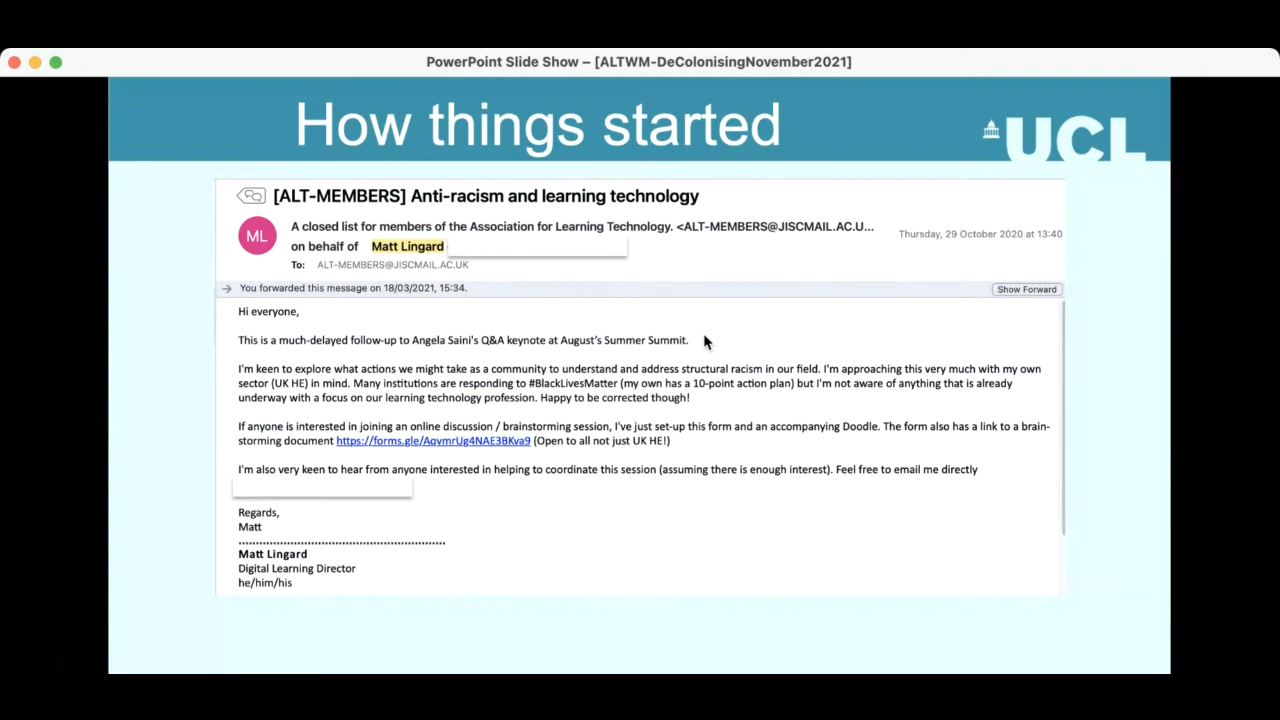 PowerPoint Slide Show – [ALTWM-DeColonisingNovember2021]
How things started
UCL
[ALT-MEMBERS] Anti-racism and learning technology
ML
A closed list for members of the Association for Learning Technology. <ALT-MEMBERS@JISCMAIL.AC.U...
on behalf of Matt Lingard
Thursday, 29 October 2020 at 13:40
To: ALT-MEMBERS@JISCMAIL.AC.UK
You forwarded this message on 18/03/2021, 15:34.
Show Forward
Hi everyone,
This is a much-delayed follow-up to Angela Saini's Q&A keynote at August's Summer Summit.
I'm keen to explore what actions we might take as a community to understand and address structural racism in our field. I'm approaching this very much with my own
sector (UK HE) in mind. Many institutions are responding to #BlackLivesMatter (my own has a 10-point action plan) but I'm not aware of anything that is already
underway with a focus on our learning technology profession. Happy to be corrected though!
If anyone is interested in joining an online discussion / brainstorming session, I've just set-up this form and an accompanying Doodle. The form also has a link to a brain-
storming document https://forms.gle/AqvmrUg4NAE3BKva9 (Open to all not just UK HE!)
I'm also very keen to hear from anyone interested in helping to coordinate this session (assuming there is enough interest). Feel free to email me directly
Regards,
Matt
............................................................
Matt Lingard
Digital Learning Director
he/him/his